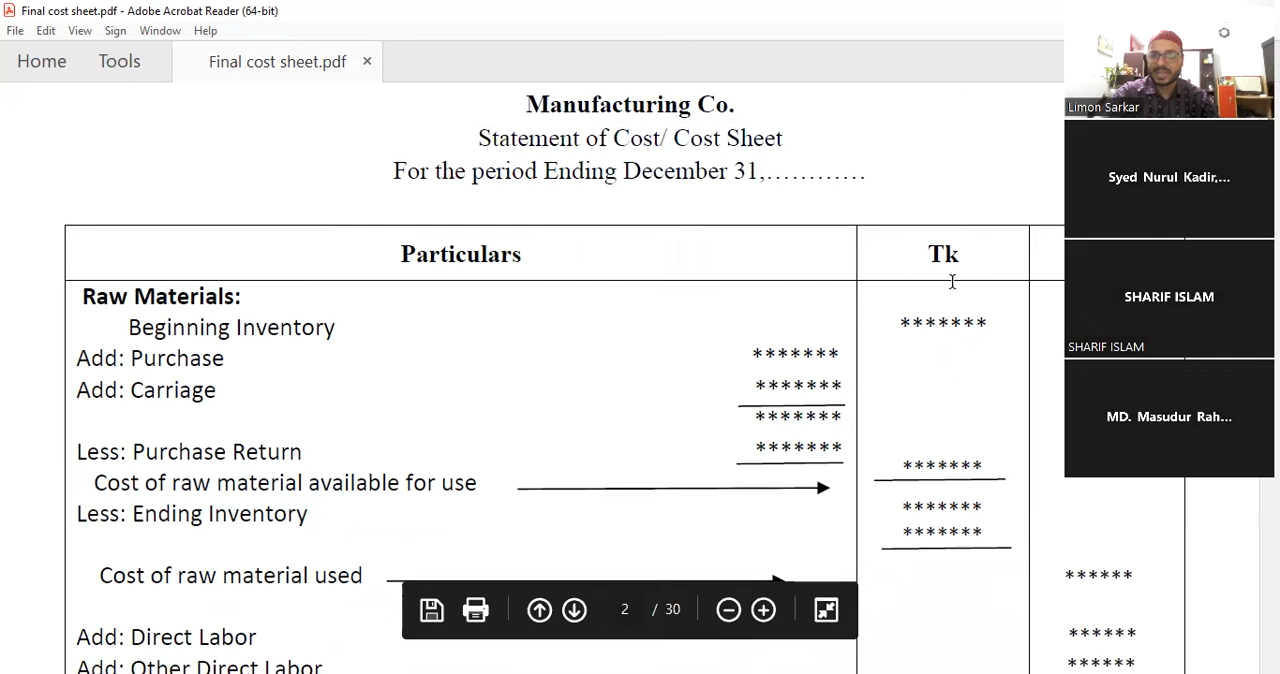 Final cost sheet.pdf - Adobe Acrobat Reader (64-bit)
File Edit View Sign Window Help
Home Tools Final cost sheet.pdf ×
Manufacturing Co.
Statement of Cost/ Cost Sheet
For the period Ending December 31,…………
Particulars Tk
Raw Materials:
Beginning Inventory *******
Add: Purchase *******
Add: Carriage *******
*******
Less: Purchase Return *******
*******
Cost of raw material available for use
*******
Less: Ending Inventory
*******
Cost of raw material used ******
2 / 30
Add: Direct Labor ******
Add: Other Direct Labor ******
Limon Sarkar
Syed Nurul Kadir,...
SHARIF ISLAM
SHARIF ISLAM
MD. Masudur Rah...